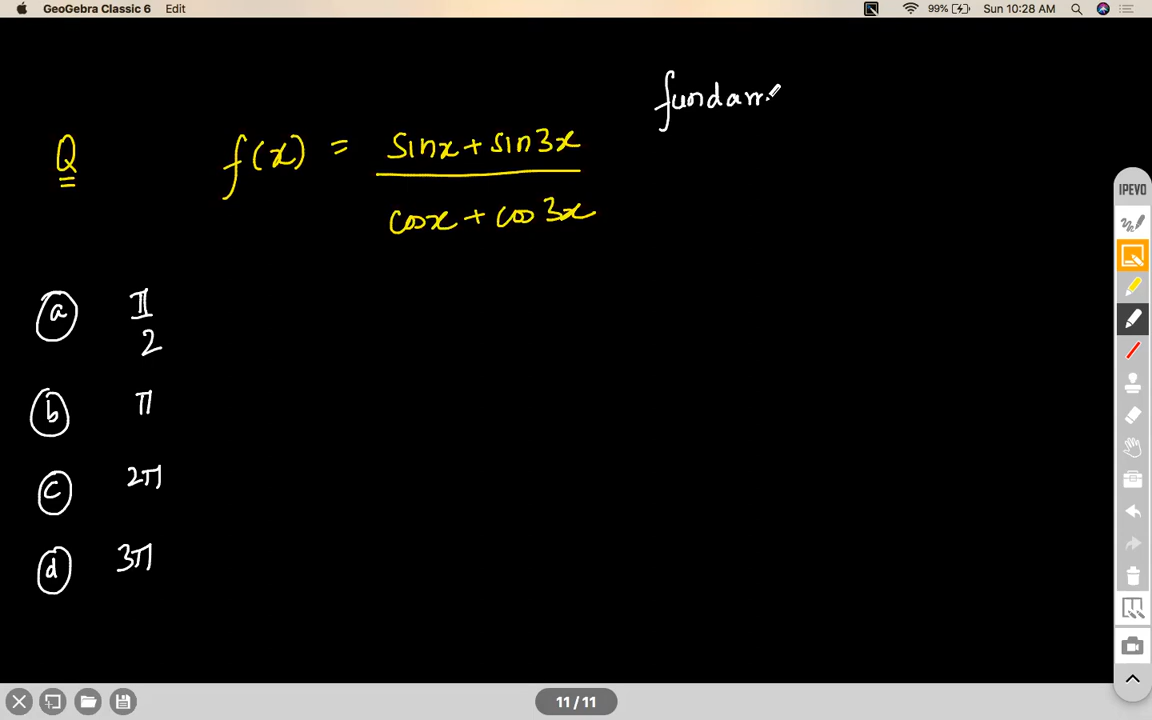 GeoGebra Classic 6 Edit 99% Sun 10:28 AM
fundam
Q f(x) = sinx + sin3x
cosx + cos3x
a π
2
b π
c 2π
d 3π
IPEVO
11 / 11